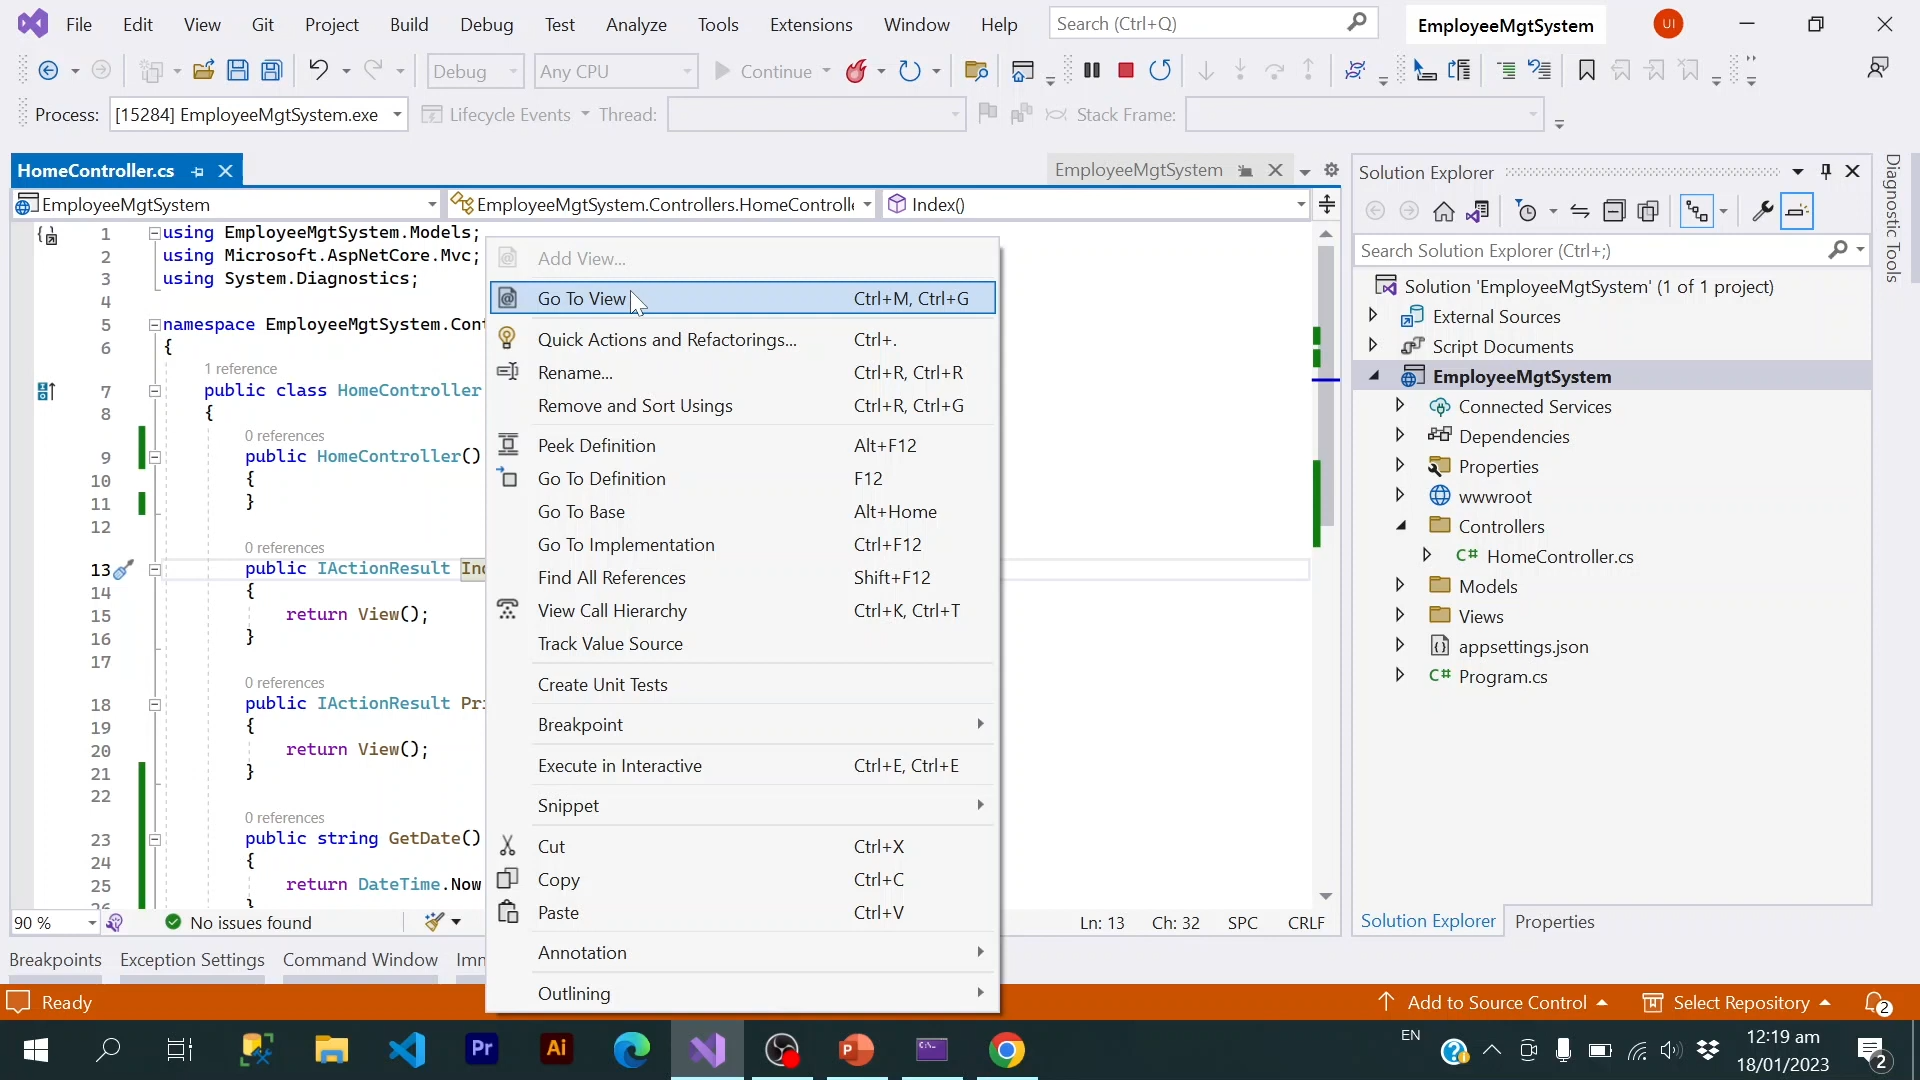 File Edit View Git Project Build Debug Test Analyze Tools Extensions Window Help Search (Ctrl+Q) EmployeeMgtSystem UI
Debug Any CPU Continue
Process: [15284] EmployeeMgtSystem.exe Lifecycle Events Thread: Stack Frame:
HomeController.cs EmployeeMgtSystem
EmployeeMgtSystem EmployeeMgtSystem.Controllers.HomeControlle Index()
1 using EmployeeMgtSystem.Models;
2 using Microsoft.AspNetCore.Mvc;
3 using System.Diagnostics;
4
5 namespace EmployeeMgtSystem.Cont
6 {
1 reference
7 public class HomeController
8 {
0 references
9 public HomeController()
10 {
11 }
12
0 references
13 public IActionResult Ind
14 {
15 return View();
16 }
17
0 references
18 public IActionResult Pri
19 {
20 return View();
21 }
22
0 references
23 public string GetDate()
24 {
25 return DateTime.Now
26 }
Add View...
Go To View Ctrl+M, Ctrl+G
Quick Actions and Refactorings... Ctrl+.
Rename... Ctrl+R, Ctrl+R
Remove and Sort Usings Ctrl+R, Ctrl+G
Peek Definition Alt+F12
Go To Definition F12
Go To Base Alt+Home
Go To Implementation Ctrl+F12
Find All References Shift+F12
View Call Hierarchy Ctrl+K, Ctrl+T
Track Value Source
Create Unit Tests
Breakpoint
Execute in Interactive Ctrl+E, Ctrl+E
Snippet
Cut Ctrl+X
Copy Ctrl+C
Paste Ctrl+V
Annotation
Outlining
Solution Explorer
Search Solution Explorer (Ctrl+;)
Solution 'EmployeeMgtSystem' (1 of 1 project)
External Sources
Script Documents
EmployeeMgtSystem
Connected Services
Dependencies
Properties
wwwroot
Controllers
C# HomeController.cs
Models
Views
appsettings.json
C# Program.cs
Solution Explorer Properties
Diagnostic Tools
90 % No issues found Ln: 13 Ch: 32 SPC CRLF
Breakpoints Exception Settings Command Window Imm
Ready Add to Source Control Select Repository 2
Pr Ai P C:\ EN 12:19 am
18/01/2023 2